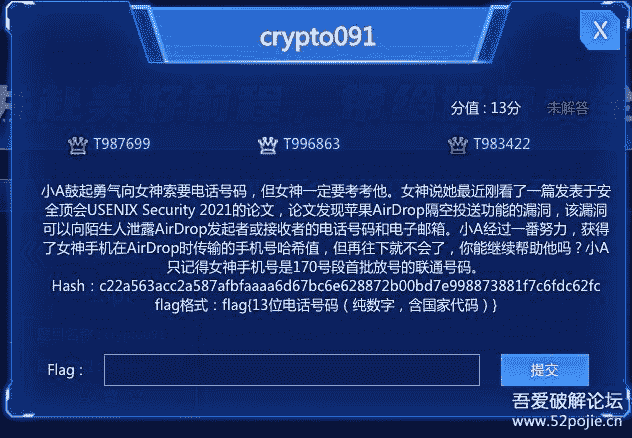 crypto091
X
分值 : 13分 未解答
T987699 T996863 T983422
小A鼓起勇气向女神索要电话号码，但女神一定要考考他。女神说她最近刚看了一篇发表于安
全顶会USENIX Security 2021的论文，论文发现苹果AirDrop隔空投送功能的漏洞，该漏洞
可以向陌生人泄露AirDrop发起者或接收者的电话号码和电子邮箱。小A经过一番努力，获得
了女神手机在AirDrop时传输的手机号哈希值，但再往下就不会了，你能继续帮助他吗？小A
只记得女神手机号是170号段首批放号的联通号码。
Hash：c22a563acc2a587afbfaaaa6d67bc6e628872b00bd7e998873881f7c6fdc62fc
flag格式：flag{13位电话号码（纯数字，含国家代码）}
Flag :
提交
吾爱破解论坛
www.52pojie.cn